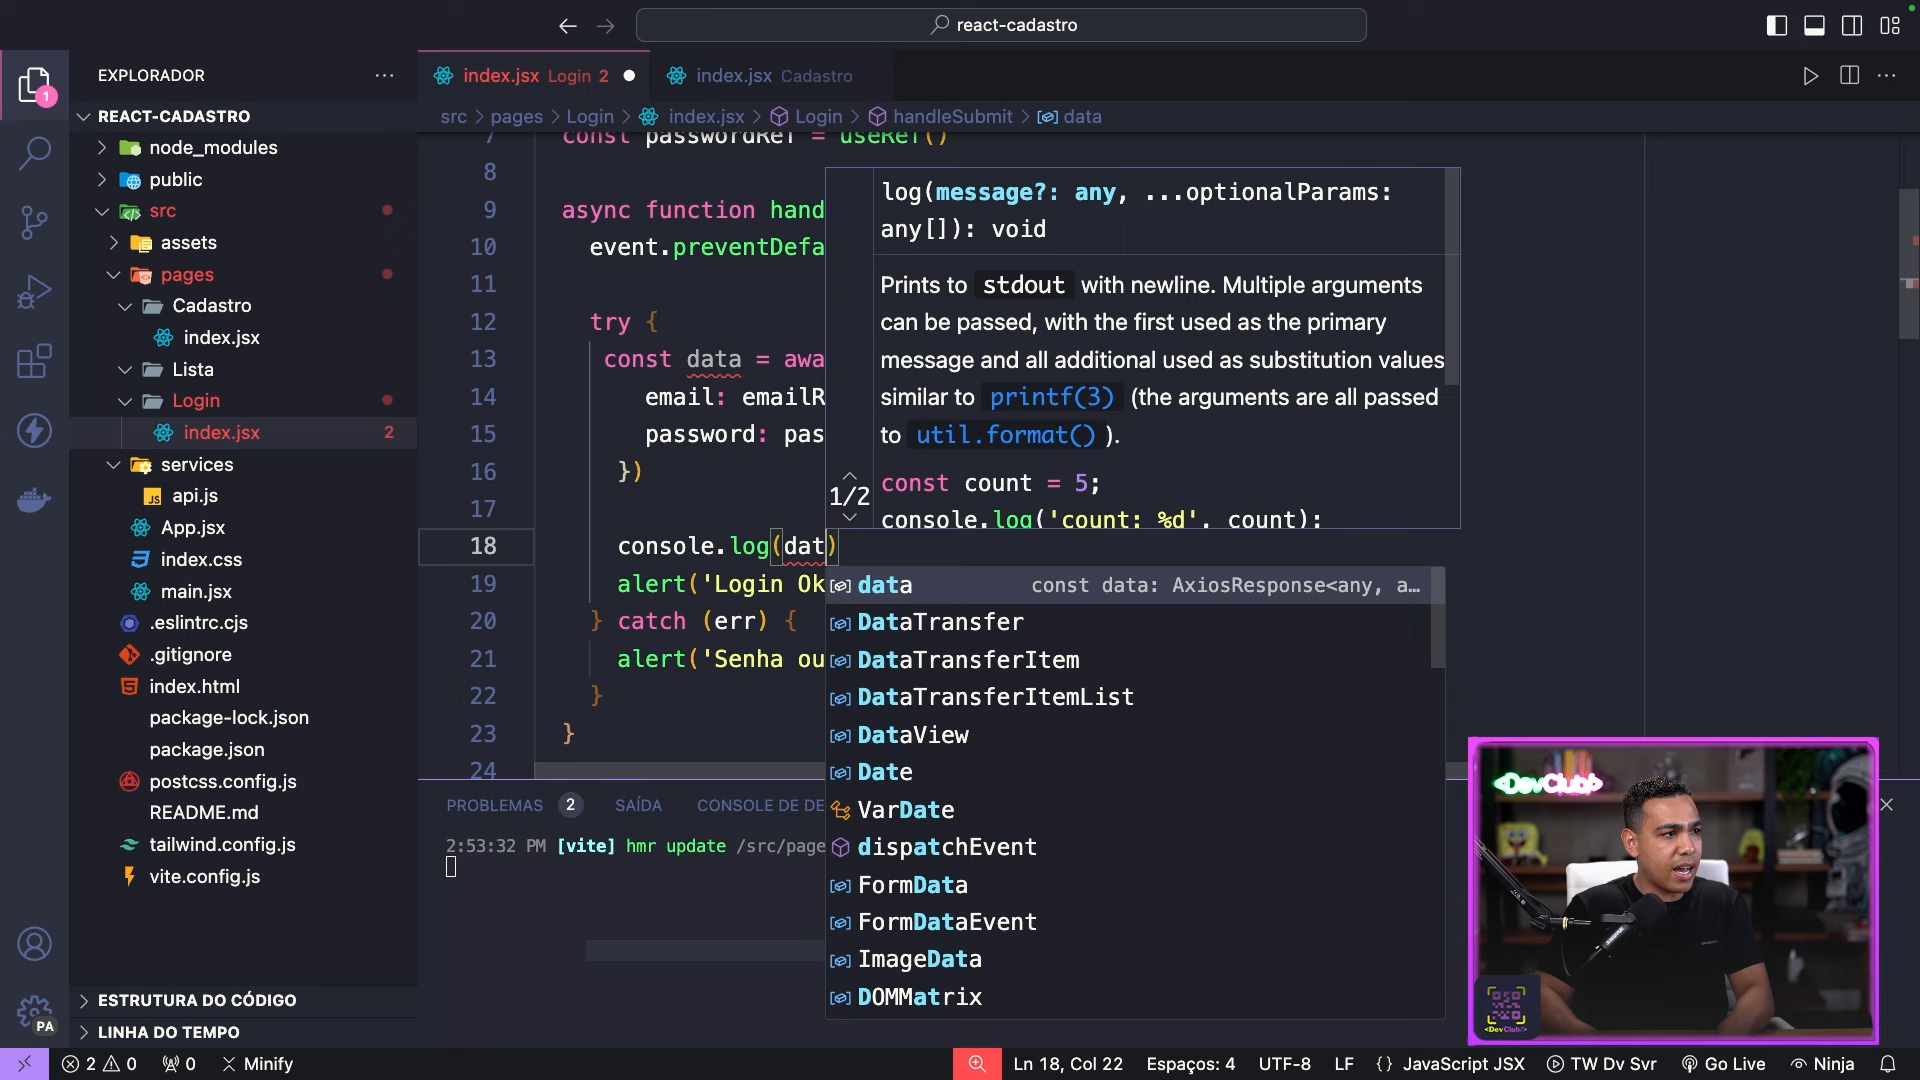 react-cadastro
EXPLORADOR
REACT-CADASTRO
node_modules
public
src
assets
pages
Cadastro
index.jsx
Lista
Login
index.jsx 2
services
api.js
App.jsx
index.css
main.jsx
.eslintrc.cjs
.gitignore
index.html
package-lock.json
package.json
postcss.config.js
README.md
tailwind.config.js
vite.config.js
ESTRUTURA DO CÓDIGO
LINHA DO TEMPO
1
PA
index.jsx Login 2
index.jsx Cadastro
src > pages > Login > index.jsx > Login > handleSubmit > data
7 const passwordRef = useRef()
8
9 async function hand
10 event.preventDefa
11
12 try {
13 const data = awa
14 email: emailR
15 password: pas
16 })
17
18 console.log(dat)
19 alert('Login Ok
20 } catch (err) {
21 alert('Senha ou
22 }
23 }
24
log(message?: any, ...optionalParams:
any[]): void
Prints to stdout with newline. Multiple arguments
can be passed, with the first used as the primary
message and all additional used as substitution values
similar to printf(3) (the arguments are all passed
to util.format() ).
const count = 5;
console.log('count: %d', count);
1/2
data const data: AxiosResponse<any, a…
DataTransfer
DataTransferItem
DataTransferItemList
DataView
Date
VarDate
dispatchEvent
FormData
FormDataEvent
ImageData
DOMMatrix
PROBLEMAS 2 SAÍDA CONSOLE DE DE
2:53:32 PM [vite] hmr update /src/page
<DevClub/>
<DevClub/>
2 0 0 Minify
Ln 18, Col 22 Espaços: 4 UTF-8 LF {} JavaScript JSX TW Dv Svr Go Live Ninja